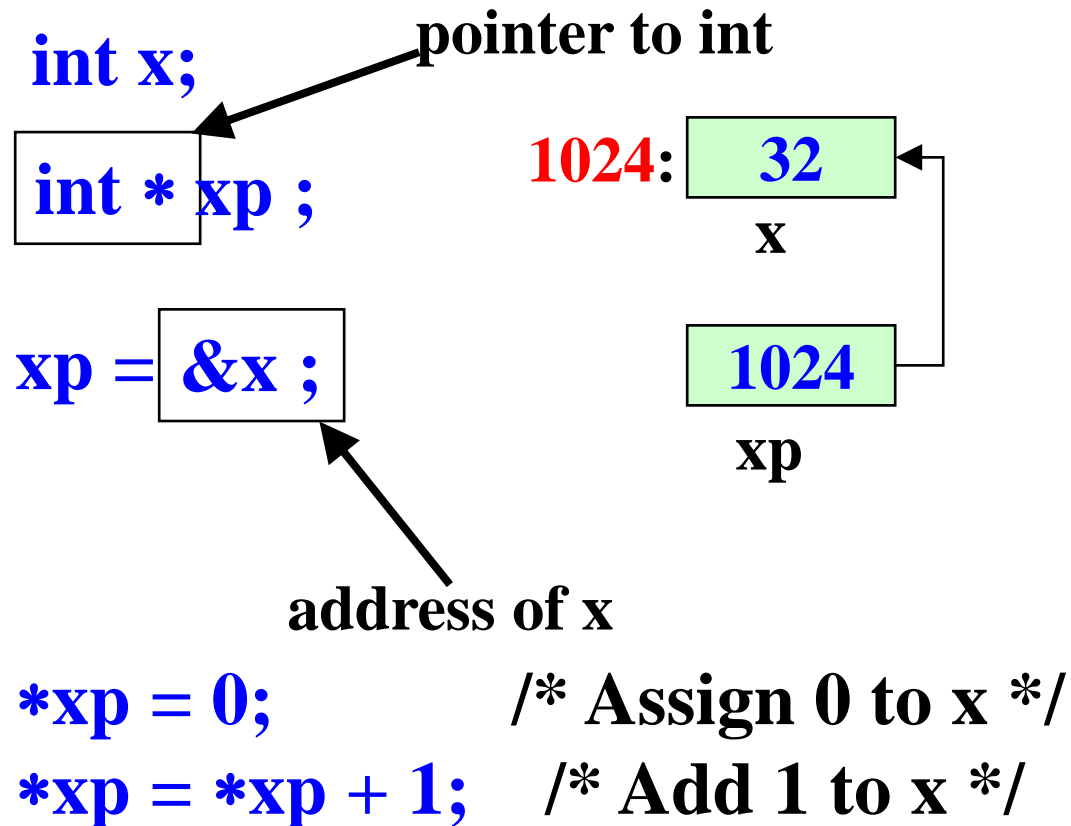 pointer to int
int x;
1024: 32
int * xp ;
x
xp = &x ;
1024
xp
address of x
*xp = 0; /* Assign 0 to x */
*xp = *xp + 1; /* Add 1 to x */